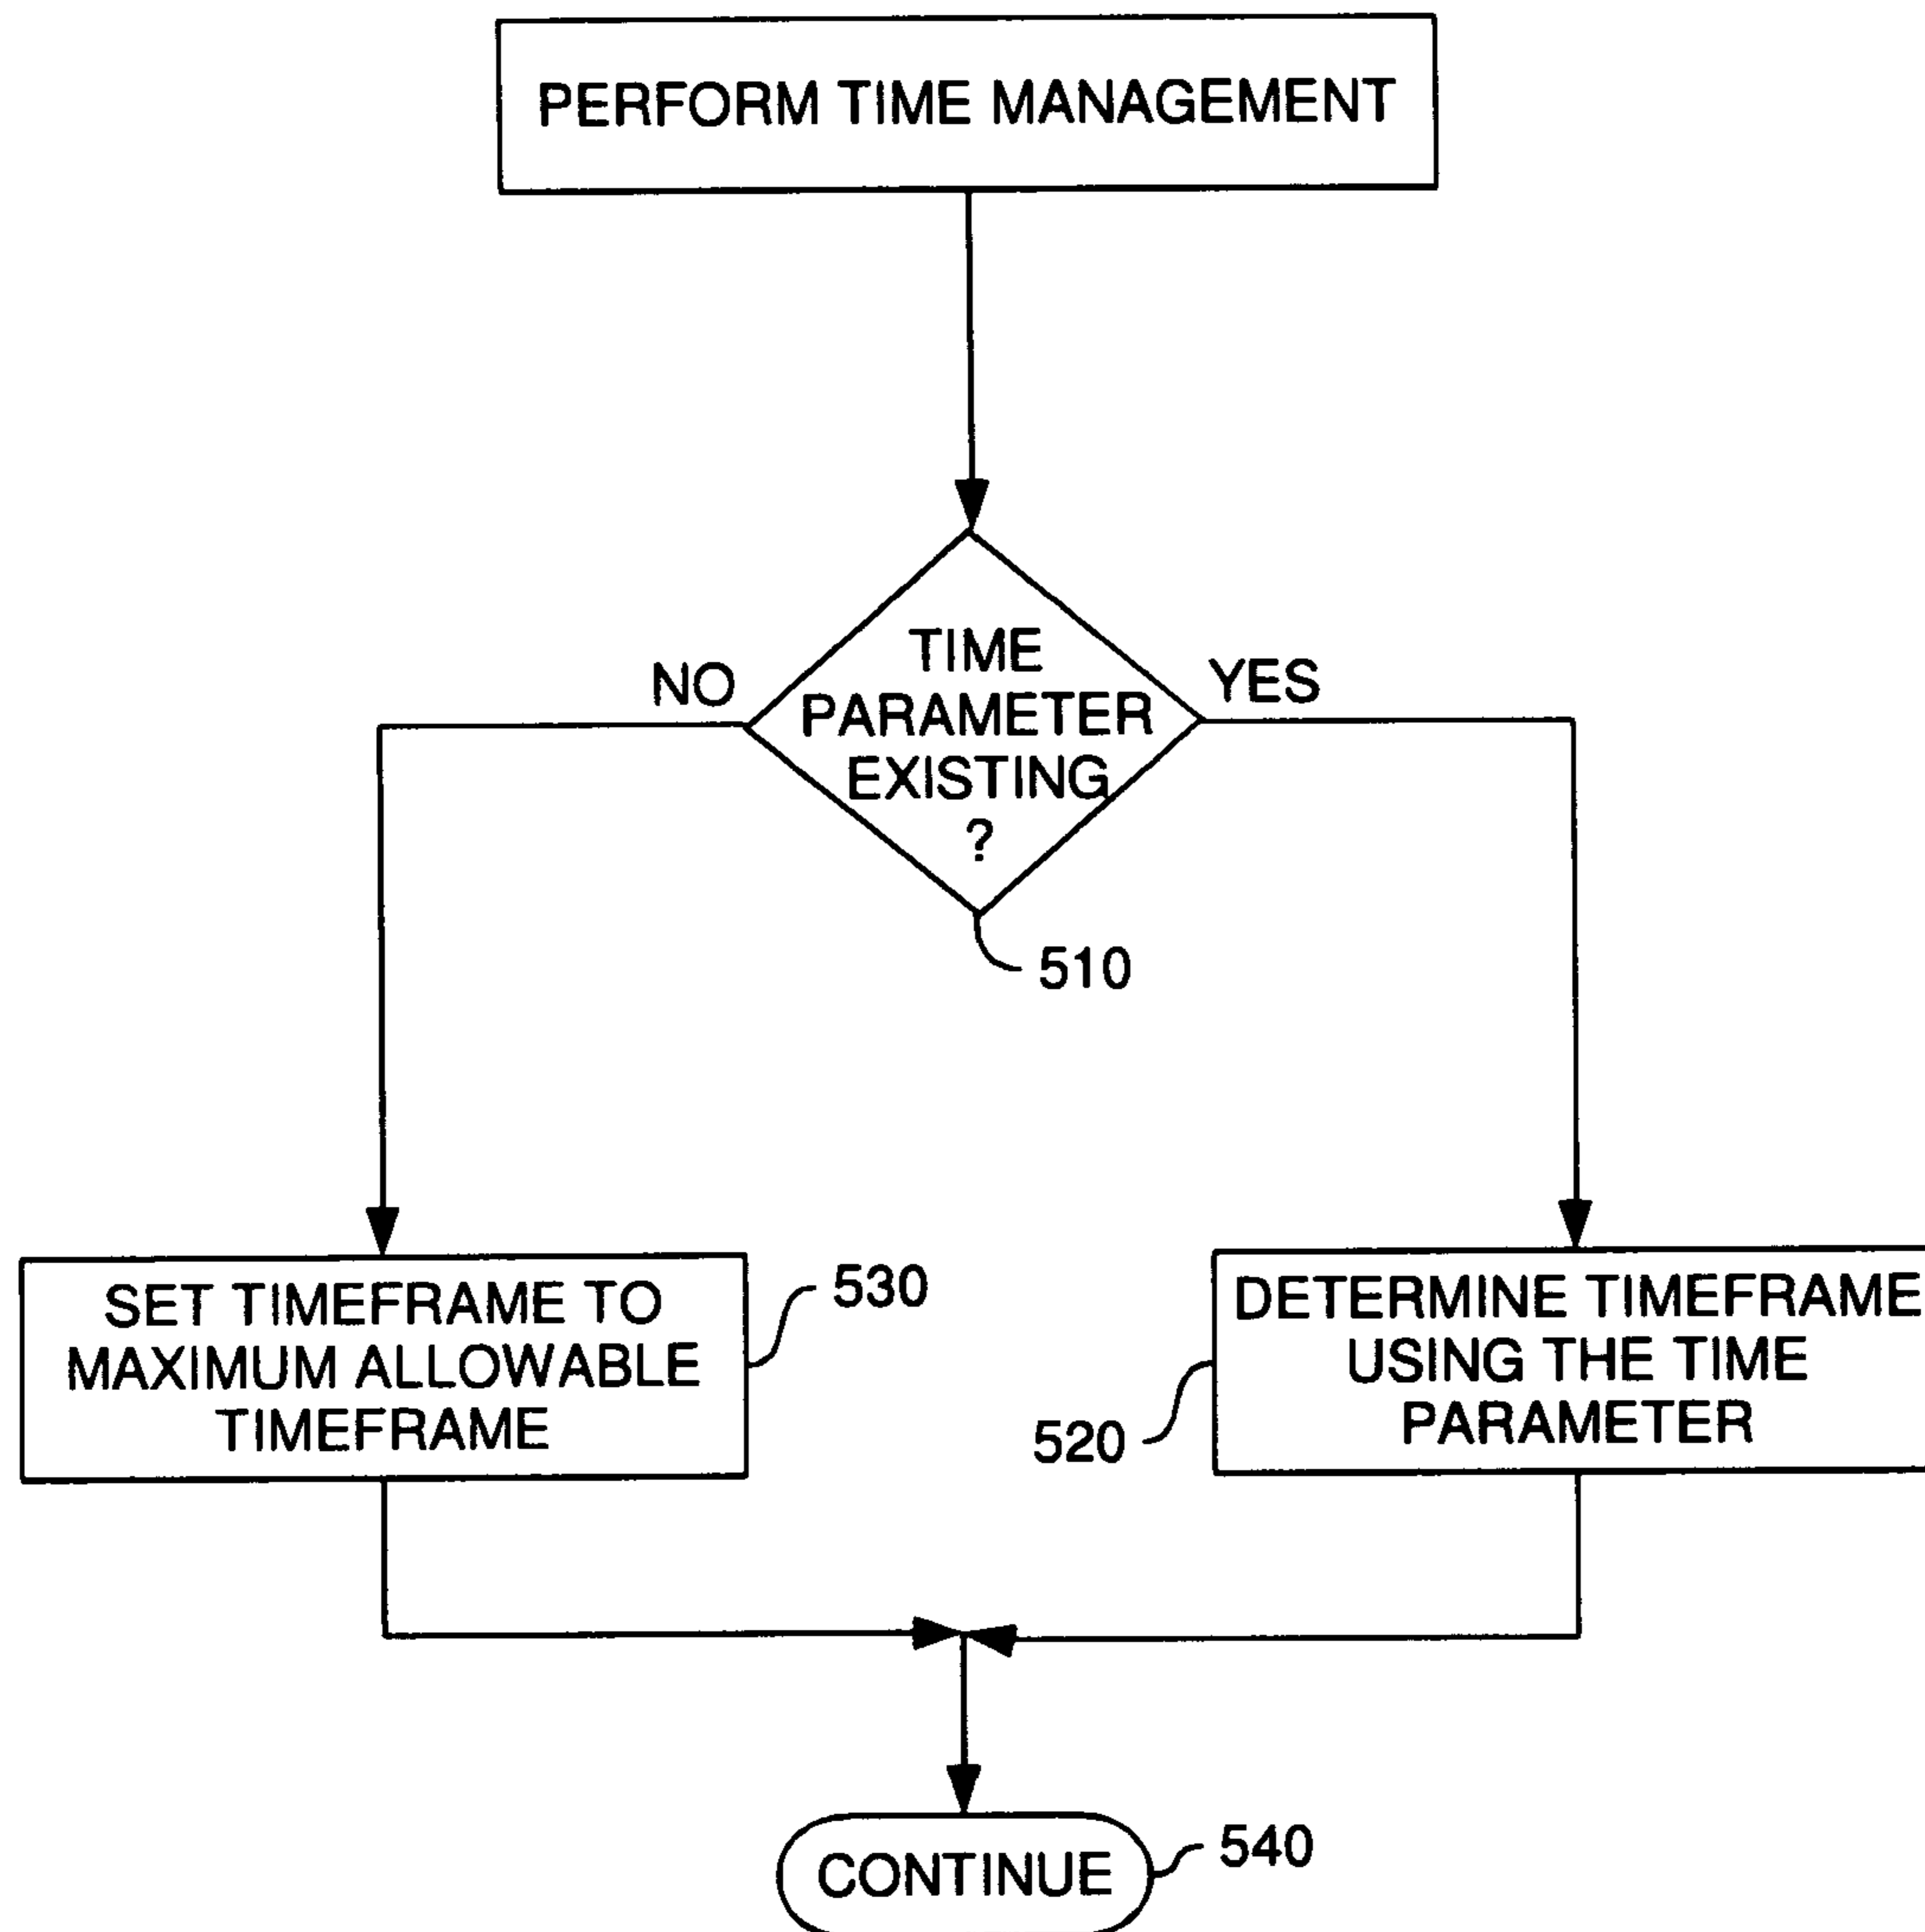 PERFORM TIME MANAGEMENT
TIME
PARAMETER
EXISTING
?
NO
YES
510
SET TIMEFRAME TO
MAXIMUM ALLOWABLE
TIMEFRAME
530
DETERMINE TIMEFRAME
USING THE TIME
PARAMETER
520
CONTINUE
540